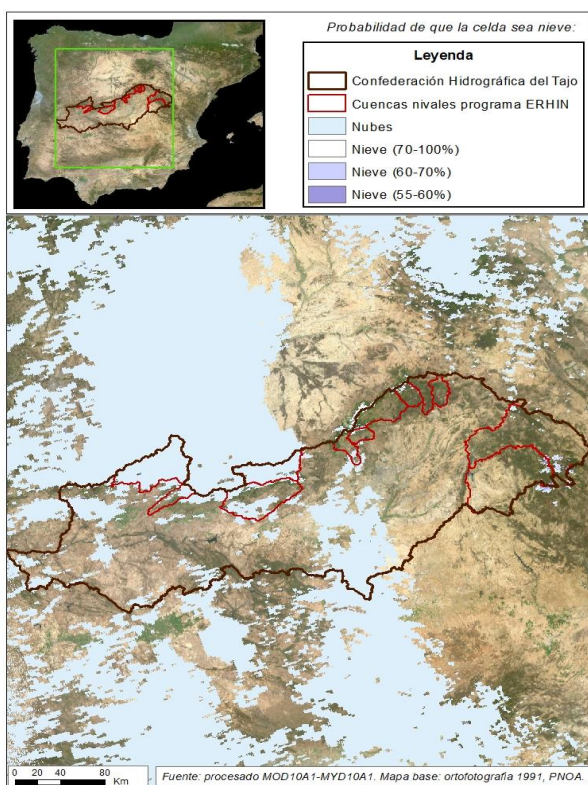 Probabilidad de que la celda sea nieve:
Leyenda
Confederación Hidrográfica del Tajo
Cuencas nivales programa ERHIN
Nubes
Nieve (70-100%)
Nieve (60-70%)
Nieve (55-60%)
0 20 40 80
Km
Fuente: procesado MOD10A1-MYD10A1. Mapa base: ortofotografía 1991, PNOA.